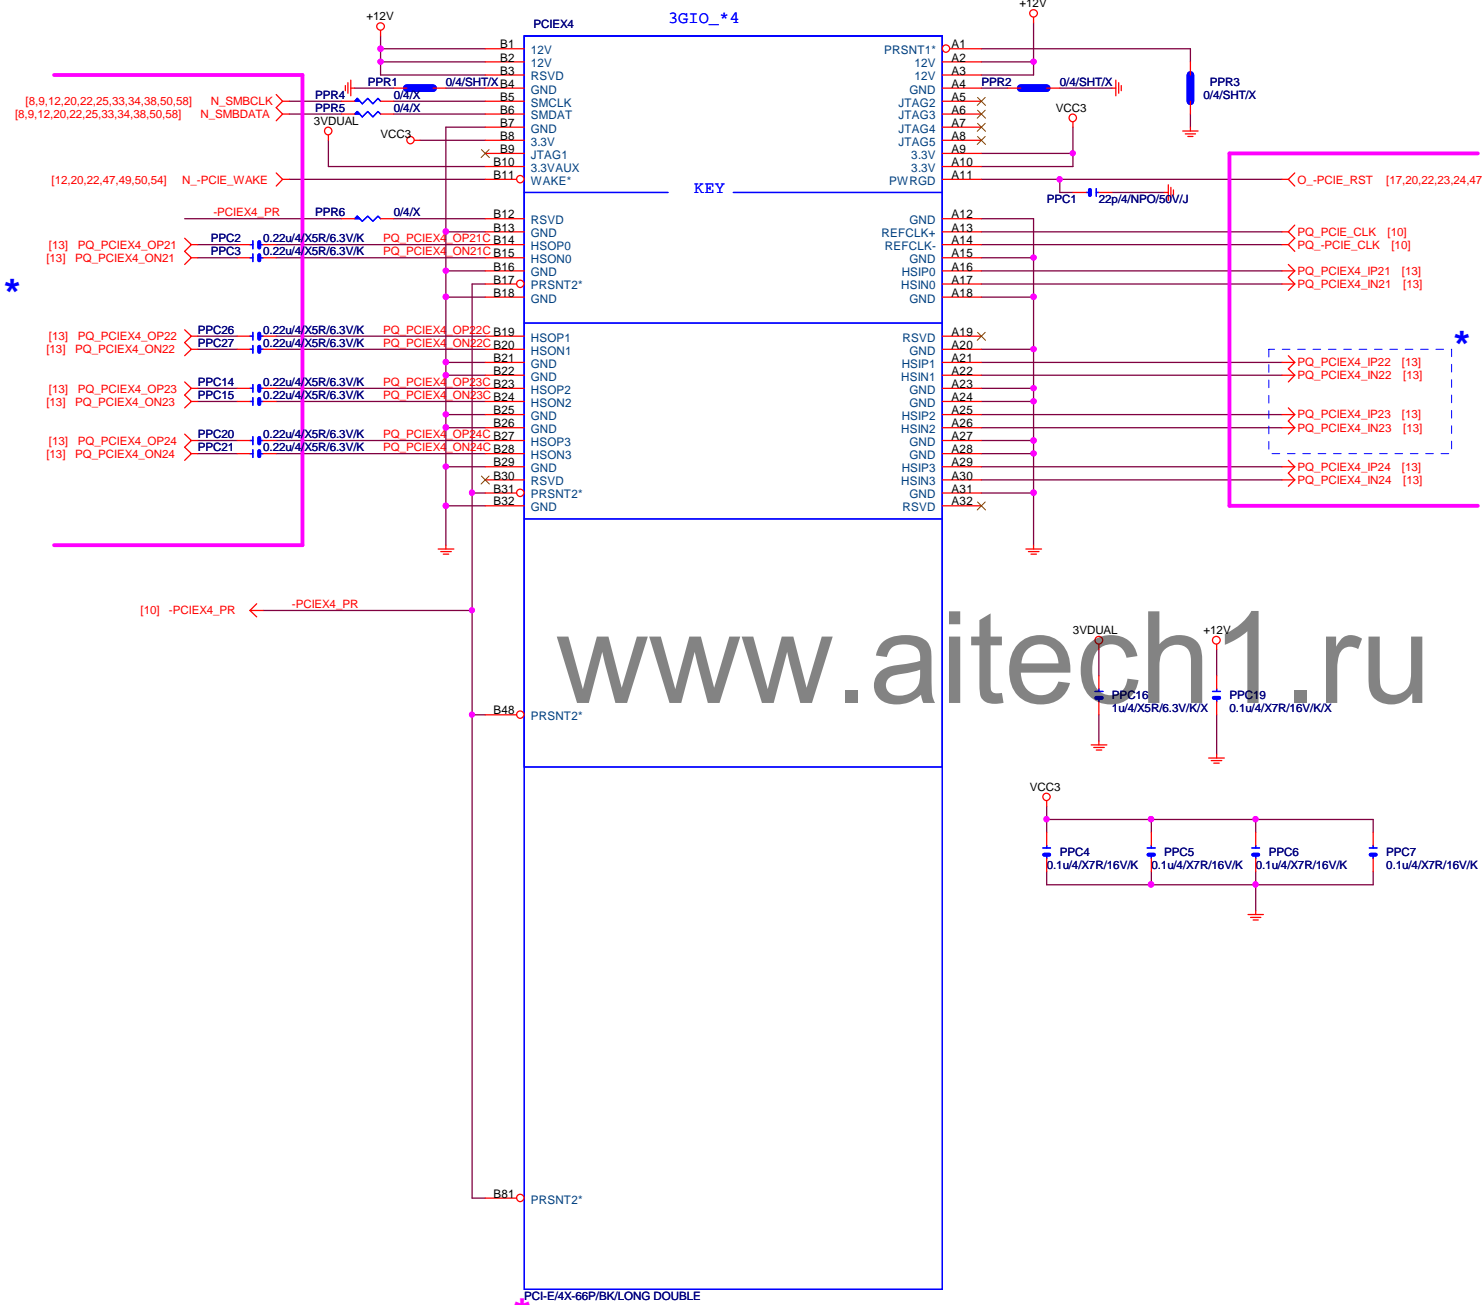 +12V
3GIO_*4
+12V
PCIEX4
B1 12V
B2 12V
B3 RSVD
PPR1 0/4/SHT/X B4 GND
[8,9,12,20,22,25,33,34,38,50,58] N_SMBCLK PPR4 0/4/X B5 SMCLK
[8,9,12,20,22,25,33,34,38,50,58] N_SMBDATA PPR5 0/4/X B6 SMDAT
3VDUAL B7 GND
VCC3 B8 3.3V
B9 JTAG1
B10 3.3VAUX
[12,20,22,47,49,50,54] N_-PCIE_WAKE B11 WAKE*
KEY
-PCIEX4_PR PPR6 0/4/X B12 RSVD
B13 GND
[13] PQ_PCIEX4_OP21 PPC2 0.22u/4/X5R/6.3V/K PQ_PCIEX4_OP21C B14 HSOP0
[13] PQ_PCIEX4_ON21 PPC3 0.22u/4/X5R/6.3V/K PQ_PCIEX4_ON21C B15 HSON0
B16 GND
*
B17 PRSNT2*
B18 GND
[13] PQ_PCIEX4_OP22 PPC26 0.22u/4/X5R/6.3V/K PQ_PCIEX4_OP22C B19 HSOP1
[13] PQ_PCIEX4_ON22 PPC27 0.22u/4/X5R/6.3V/K PQ_PCIEX4_ON22C B20 HSON1
B21 GND
B22 GND
[13] PQ_PCIEX4_OP23 PPC14 0.22u/4/X5R/6.3V/K PQ_PCIEX4_OP23C B23 HSOP2
[13] PQ_PCIEX4_ON23 PPC15 0.22u/4/X5R/6.3V/K PQ_PCIEX4_ON23C B24 HSON2
B25 GND
B26 GND
[13] PQ_PCIEX4_OP24 PPC20 0.22u/4/X5R/6.3V/K PQ_PCIEX4_OP24C B27 HSOP3
[13] PQ_PCIEX4_ON24 PPC21 0.22u/4/X5R/6.3V/K PQ_PCIEX4_ON24C B28 HSON3
B29 GND
B30 RSVD
B31 PRSNT2*
B32 GND
[10] -PCIEX4_PR -PCIEX4_PR
B48 PRSNT2*
B81 PRSNT2*
PCI-E/4X-66P/BK/LONG DOUBLE
PRSNT1* A1
12V A2
12V A3
GND A4 PPR2 0/4/SHT/X
PPR3
0/4/SHT/X
JTAG2 A5
JTAG3 A6
JTAG4 A7
JTAG5 A8
VCC3
3.3V A9
3.3V A10
PWRGD A11 O_-PCIE_RST [17,20,22,23,24,47
PPC1 22p/4/NPO/50V/J
GND A12
REFCLK+ A13 PQ_PCIE_CLK [10]
REFCLK- A14 PQ_-PCIE_CLK [10]
GND A15
HSIP0 A16 PQ_PCIEX4_IP21 [13]
HSIN0 A17 PQ_PCIEX4_IN21 [13]
GND A18
RSVD A19
*
GND A20
HSIP1 A21 PQ_PCIEX4_IP22 [13]
HSIN1 A22 PQ_PCIEX4_IN22 [13]
GND A23
GND A24
HSIP2 A25 PQ_PCIEX4_IP23 [13]
HSIN2 A26 PQ_PCIEX4_IN23 [13]
GND A27
GND A28
HSIP3 A29 PQ_PCIEX4_IP24 [13]
HSIN3 A30 PQ_PCIEX4_IN24 [13]
GND A31
RSVD A32
www.aitech1.ru
3VDUAL
+12V
PPC16
1u/4/X5R/6.3V/K/X
PPC19
0.1u/4/X7R/16V/K/X
VCC3
PPC4
0.1u/4/X7R/16V/K
PPC5
0.1u/4/X7R/16V/K
PPC6
0.1u/4/X7R/16V/K
PPC7
0.1u/4/X7R/16V/K